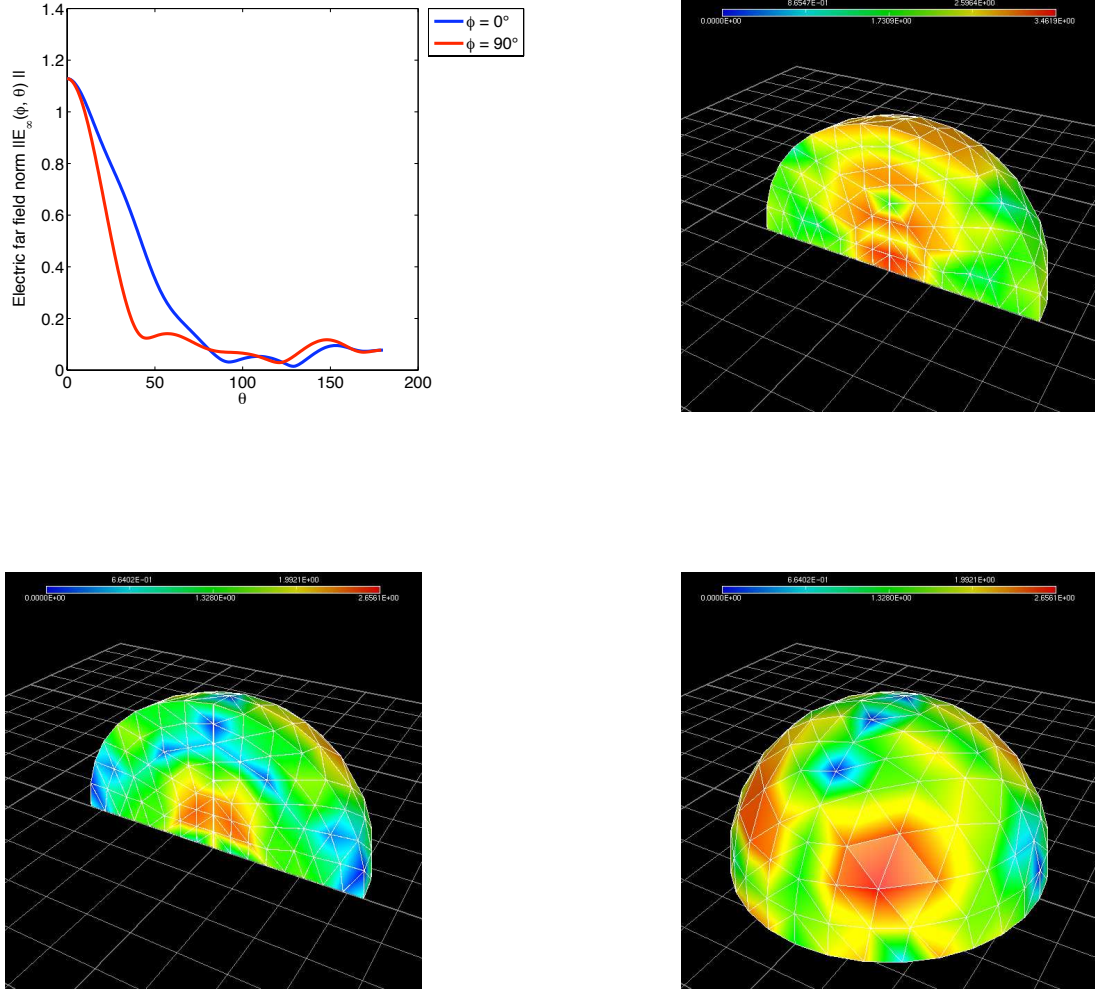 1.4
1.2
1
0.8
0.6
0.4
0.2
0
Electric far field norm ||E∞(ϕ, θ) ||
0 50 100 150 200
θ
ϕ = 0°
ϕ = 90°
8.6547E-01 2.5964E+00
0.0000E+00 1.7309E+00 3.4619E+00
6.6402E-01 1.9921E+00
0.0000E+00 1.3280E+00 2.6561E+00
6.6402E-01 1.9921E+00
0.0000E+00 1.3280E+00 2.6561E+00